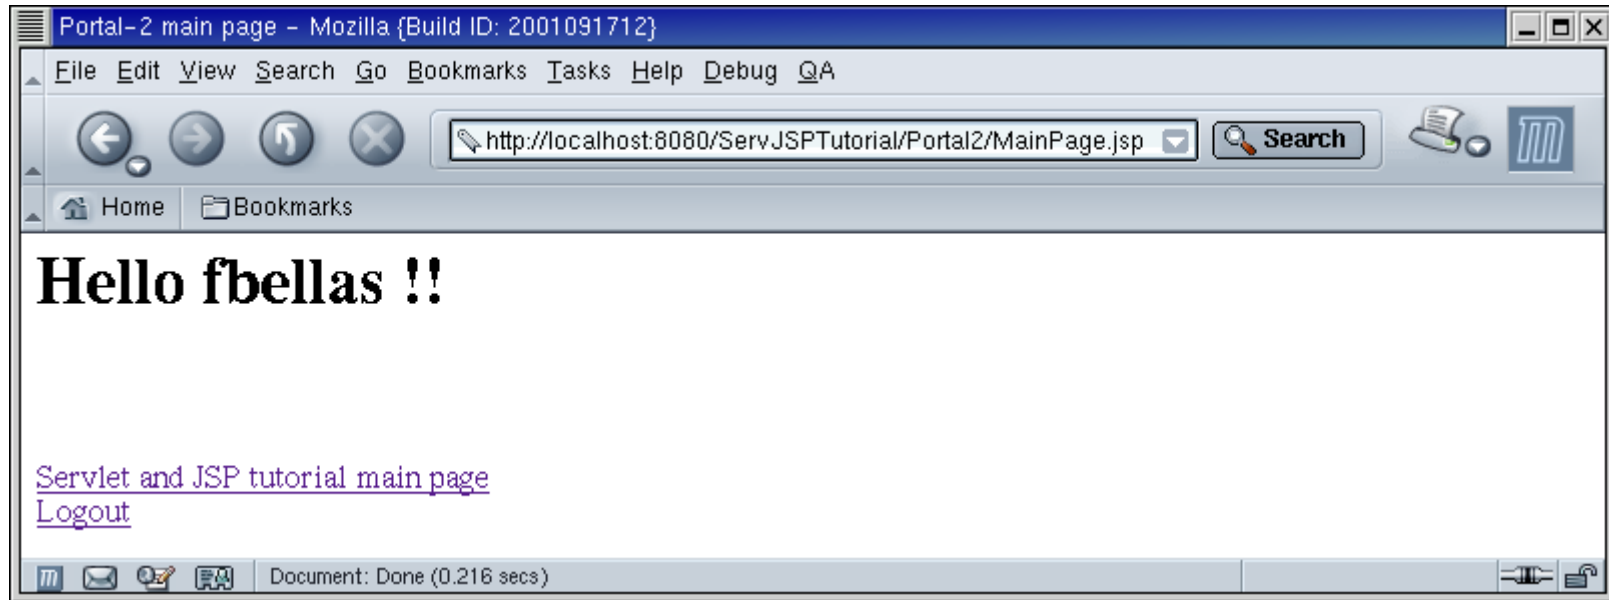 Portal-2 main page - Mozilla {Build ID: 2001091712}
File Edit View Search Go Bookmarks Tasks Help Debug QA
http://localhost:8080/ServJSPTutorial/Portal2/MainPage.jsp Search
Home Bookmarks
Hello fbellas !!
Servlet and JSP tutorial main page
Logout
Document: Done (0.216 secs)